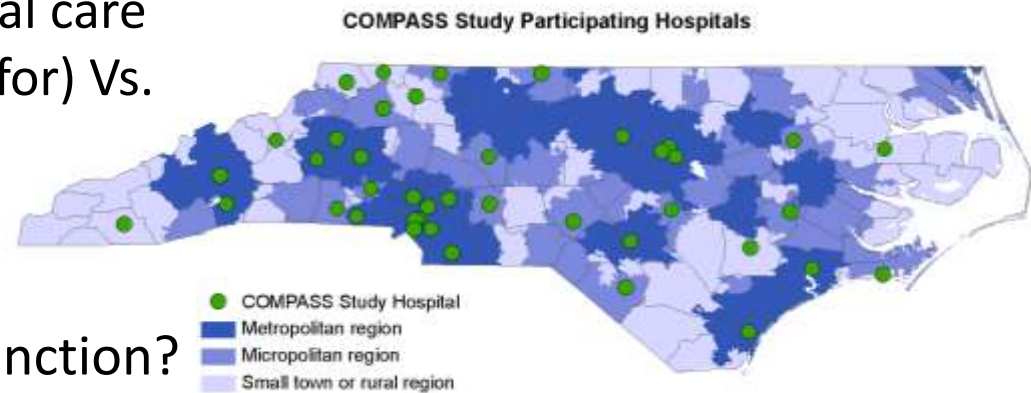 al care
for) Vs.
nction?
COMPASS Study Participating Hospitals
COMPASS Study Hospital
Metropolitan region
Micropolitan region
Small town or rural region